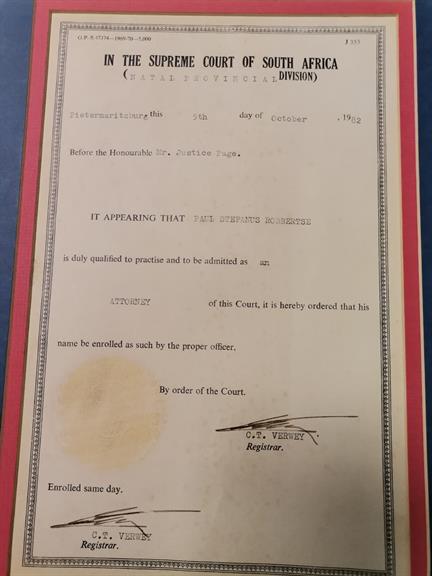 G.P.-S.47374—1969-70—5,000 J 353
IN THE SUPREME COURT OF SOUTH AFRICA
(NATAL PROVINCIAL DIVISION)
Pietermaritzburg this 5th day of October , 1982
Before the Honourable Mr. Justice Page.
IT APPEARING THAT PAUL STEPANUS ROBBERTSE
is duly qualified to practise and to be admitted as an
ATTORNEY of this Court, it is hereby ordered that his
name be enrolled as such by the proper officer.
By order of the Court.
C.T. VERWEY
Registrar.
Enrolled same day.
C.T. VERWEY
Registrar.